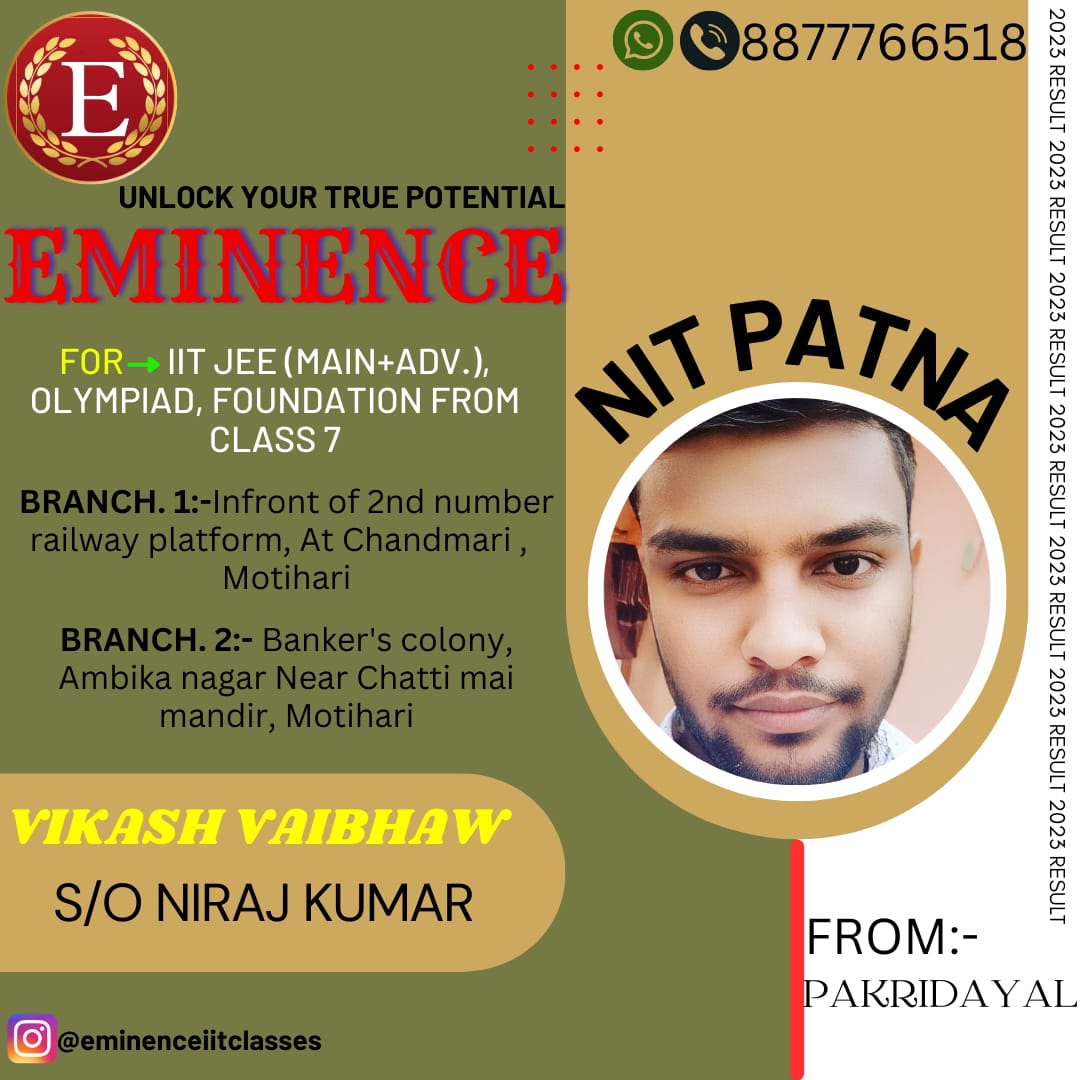 E
UNLOCK YOUR TRUE POTENTIAL
EMINENCE
FOR→ IIT JEE (MAIN+ADV.),
OLYMPIAD, FOUNDATION FROM
CLASS 7
BRANCH. 1:-Infront of 2nd number
railway platform, At Chandmari ,
Motihari
BRANCH. 2:- Banker's colony,
Ambika nagar Near Chatti mai
mandir, Motihari
VIKASH VAIBHAW
S/O NIRAJ KUMAR
@eminenceiitclasses
8877766518
NIT PATNA
FROM:-
PAKRIDAYAL
2023 RESULT 2023 RESULT 2023 RESULT 2023 RESULT 2023 RESULT 2023 RESULT 2023 RESULT